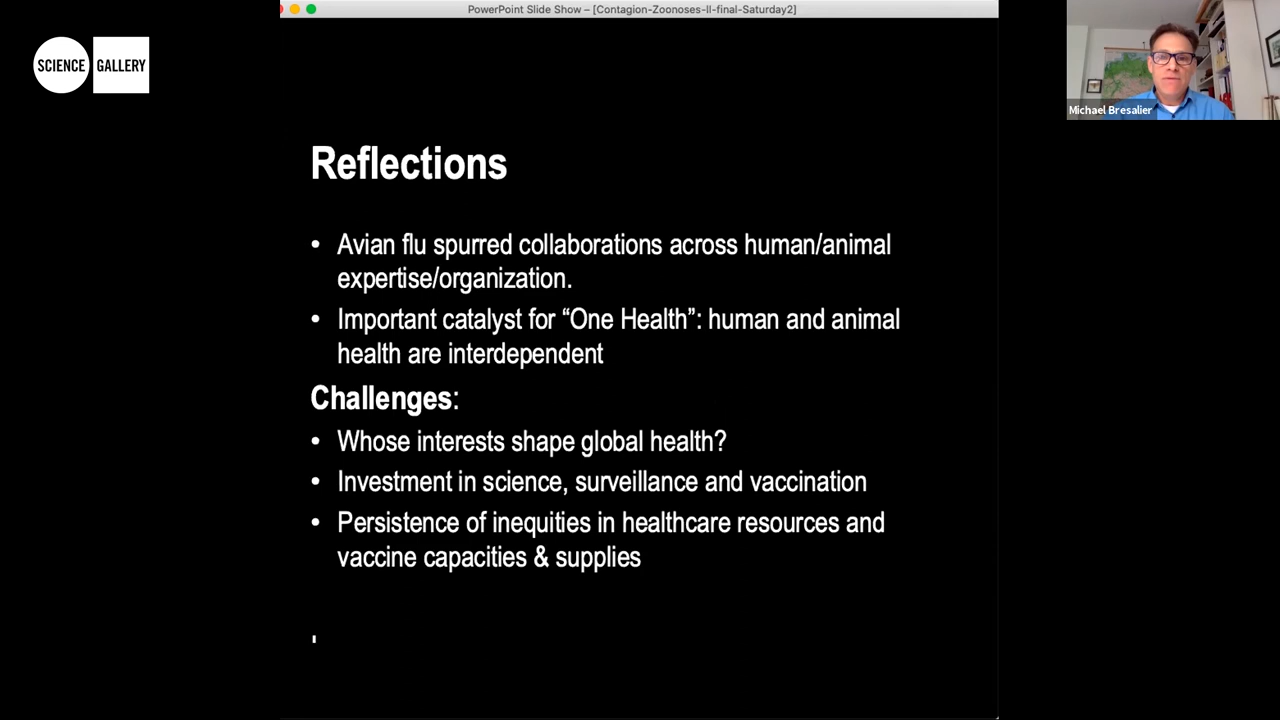 PowerPoint Slide Show – [Contagion-Zoonoses-II-final-Saturday2]
SCIENCE GALLERY
Michael Bresalier
Reflections
• Avian flu spurred collaborations across human/animal
expertise/organization.
• Important catalyst for “One Health”: human and animal
health are interdependent
Challenges:
• Whose interests shape global health?
• Investment in science, surveillance and vaccination
• Persistence of inequities in healthcare resources and
vaccine capacities & supplies
'